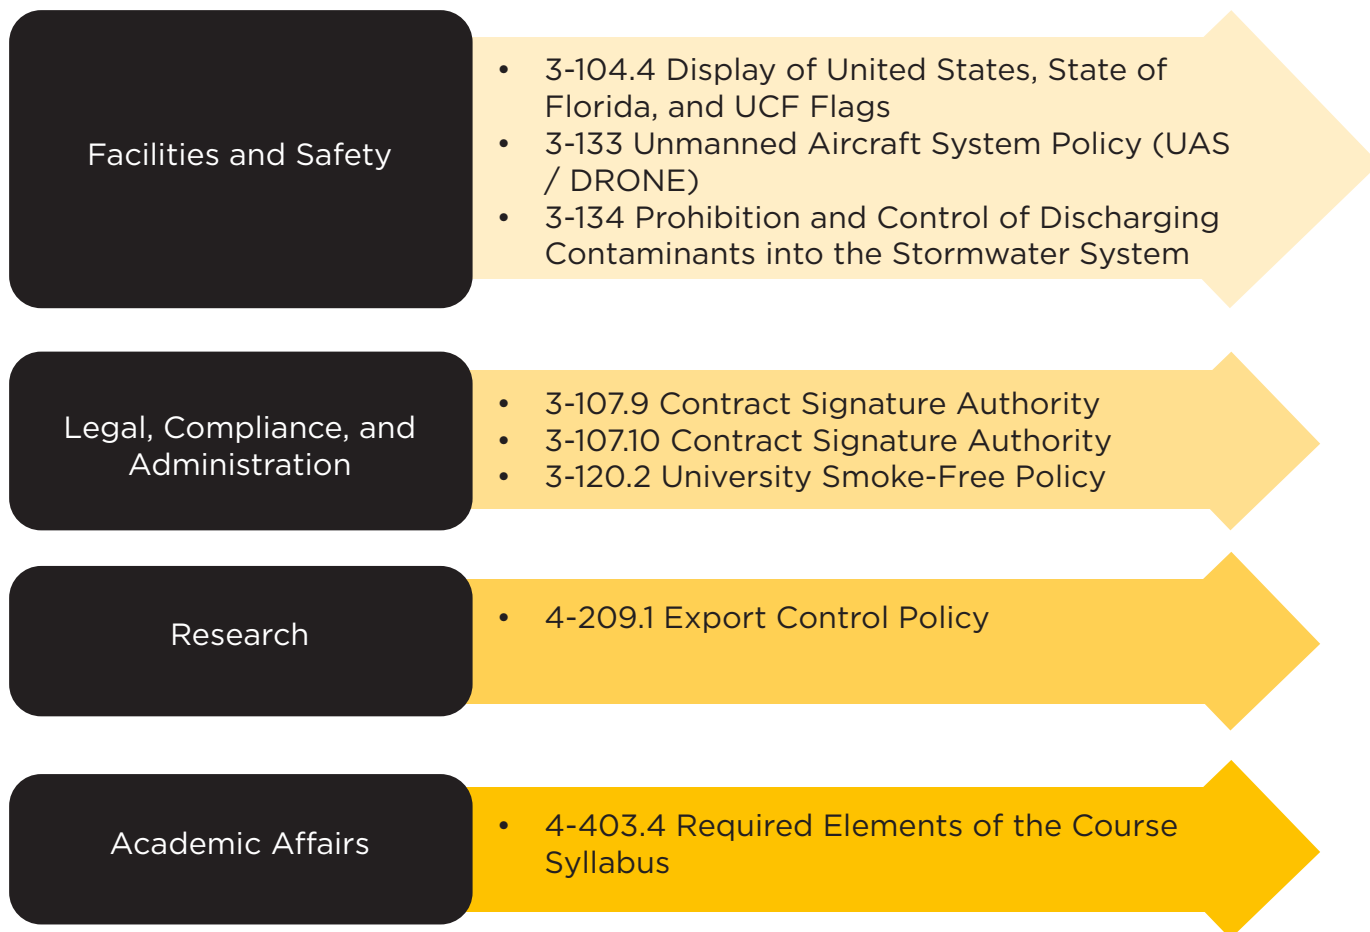 Facilities and Safety
• 3-104.4 Display of United States, State of
Florida, and UCF Flags
• 3-133 Unmanned Aircraft System Policy (UAS
/ DRONE)
• 3-134 Prohibition and Control of Discharging
Contaminants into the Stormwater System
Legal, Compliance, and
Administration
• 3-107.9 Contract Signature Authority
• 3-107.10 Contract Signature Authority
• 3-120.2 University Smoke-Free Policy
Research
• 4-209.1 Export Control Policy
Academic Affairs
• 4-403.4 Required Elements of the Course
Syllabus